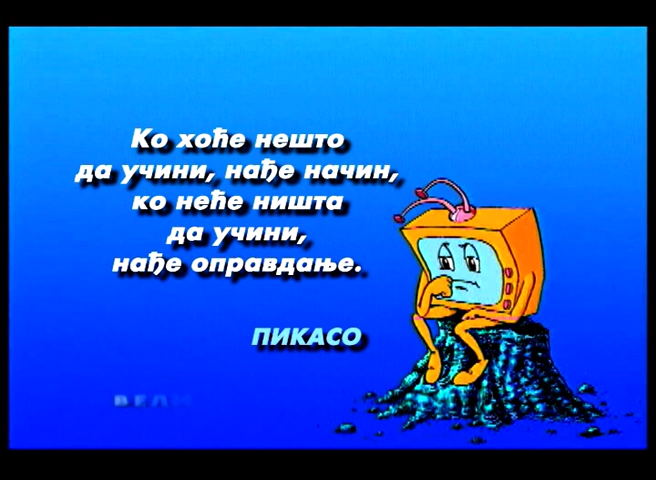 Ко хоће нешто
да учини, нађе начин,
ко неће ништа
да учини,
нађе оправдање.
ПИКАСО